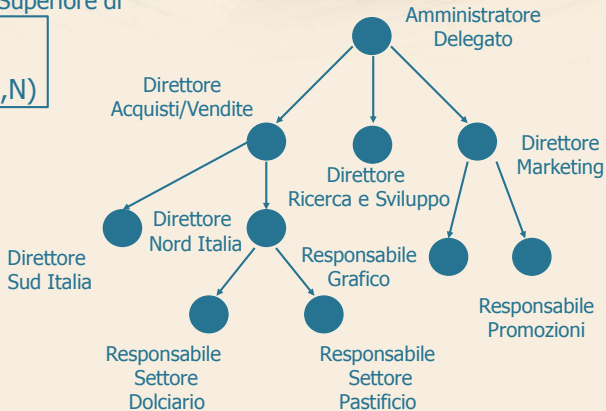 Superiore di
,N)
Amministratore
Delegato
Direttore
Acquisti/Vendite
Direttore
Ricerca e Sviluppo
Direttore
Marketing
Direttore
Sud Italia
Direttore
Nord Italia
Responsabile
Grafico
Responsabile
Promozioni
Responsabile
Settore
Dolciario
Responsabile
Settore
Pastificio